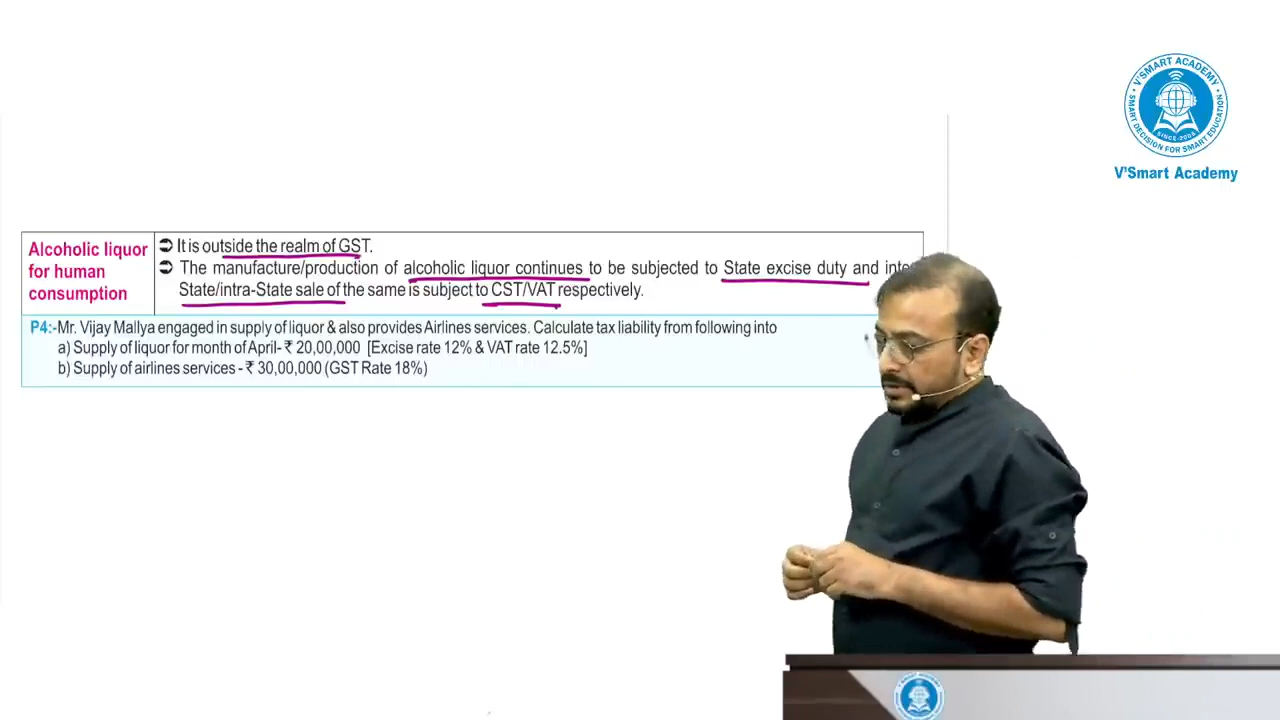 V'SMART ACADEMY
SMART DECISION FOR SMART EDUCATION
SINCE-2008
V'Smart Academy
Alcoholic liquor
for human
consumption
➲ It is outside the realm of GST.
➲ The manufacture/production of alcoholic liquor continues to be subjected to State excise duty and inte
State/intra-State sale of the same is subject to CST/VAT respectively.
P4:-Mr. Vijay Mallya engaged in supply of liquor & also provides Airlines services. Calculate tax liability from following into
a) Supply of liquor for month of April- ₹ 20,00,000 [Excise rate 12% & VAT rate 12.5%]
b) Supply of airlines services - ₹ 30,00,000 (GST Rate 18%)